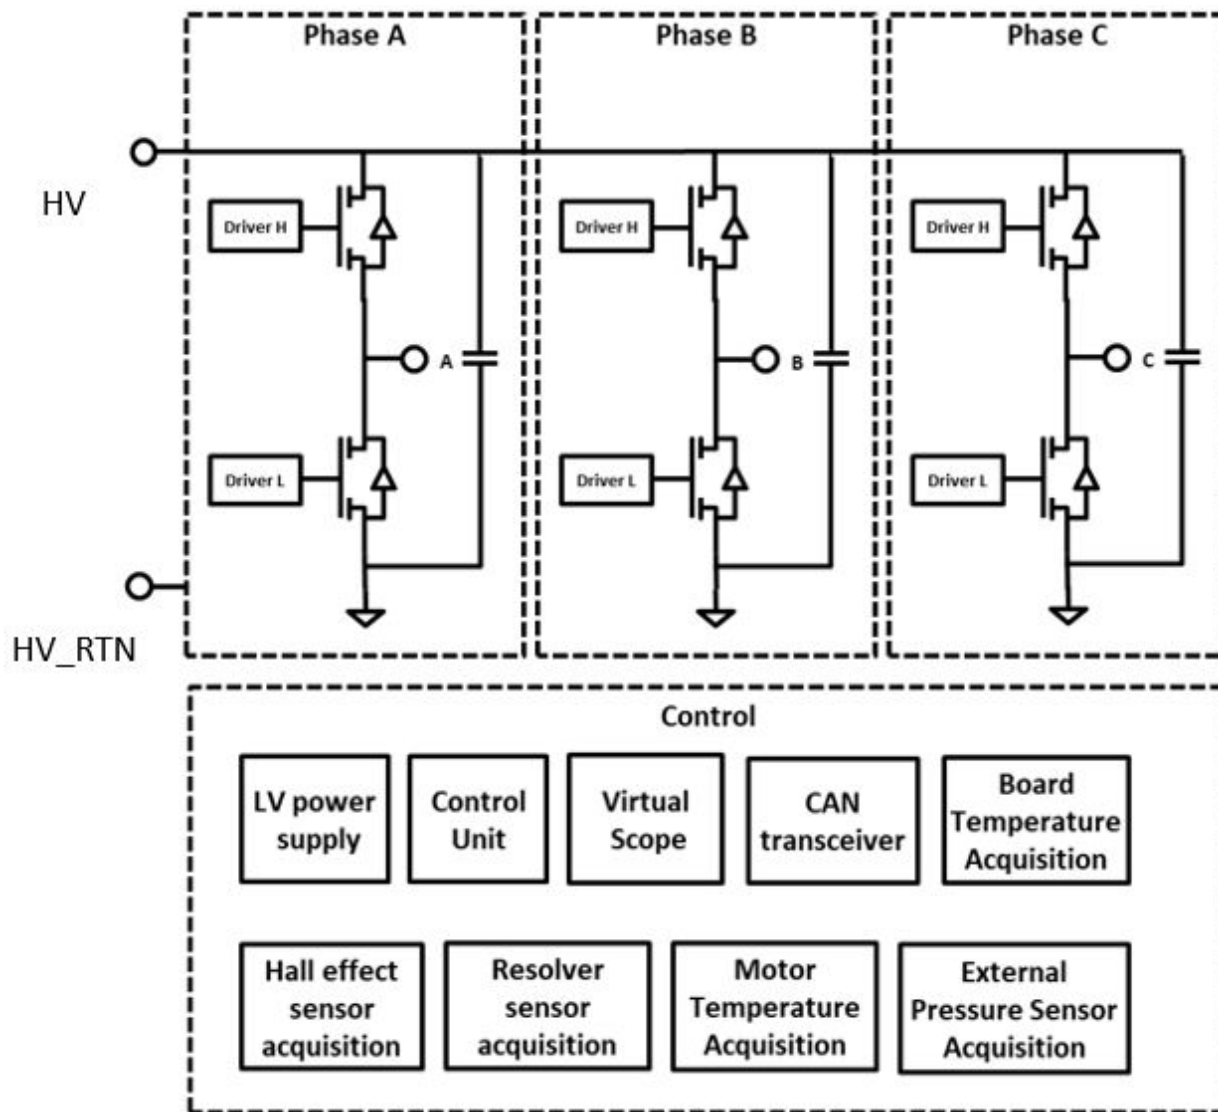 Phase A
Phase B
Phase C
HV
Driver H
Driver H
Driver H
A
B
C
Driver L
Driver L
Driver L
HV_RTN
Control
LV power
supply
Control
Unit
Virtual
Scope
CAN
transceiver
Board
Temperature
Acquisition
Hall effect
sensor
acquisition
Resolver
sensor
acquisition
Motor
Temperature
Acquisition
External
Pressure Sensor
Acquisition